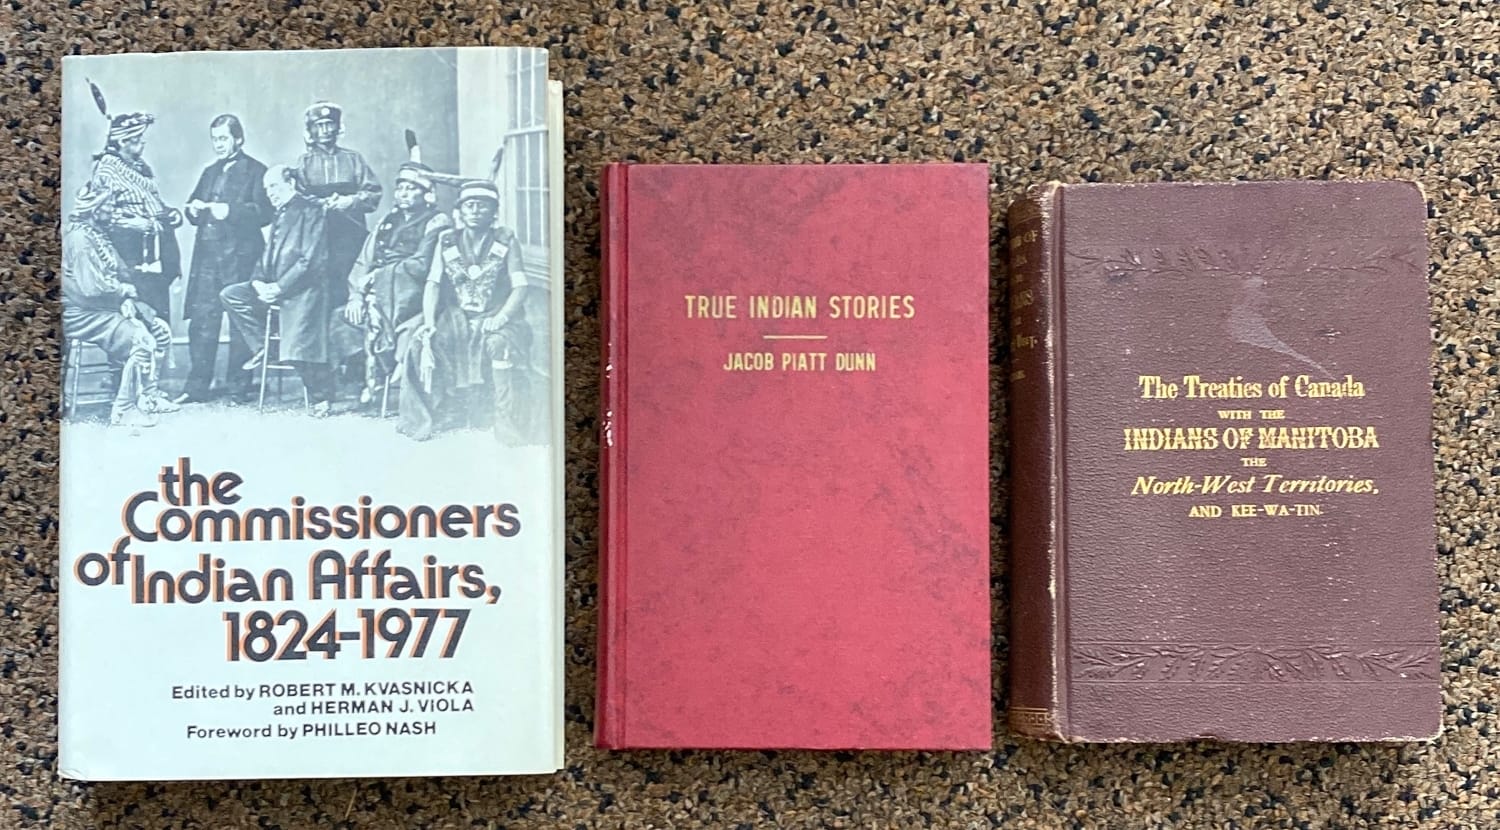 the
Commissioners
of Indian Affairs,
1824-1977
Edited by ROBERT M. KVASNICKA
and HERMAN J. VIOLA
Foreword by PHILLEO NASH
TRUE INDIAN STORIES
JACOB PIATT DUNN
The Treaties of Canada
WITH THE
INDIANS OF MANITOBA
THE
North-West Territories,
AND KEE-WA-TIN.